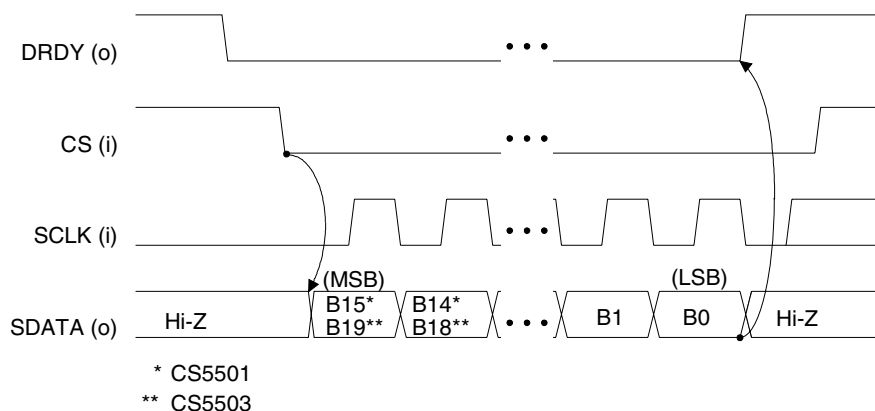 DRDY (o)
CS (i)
SCLK (i)
SDATA (o)
Hi-Z
(MSB)
B15*
B19**
B14*
B18**
B1
(LSB)
B0
Hi-Z
* CS5501
** CS5503